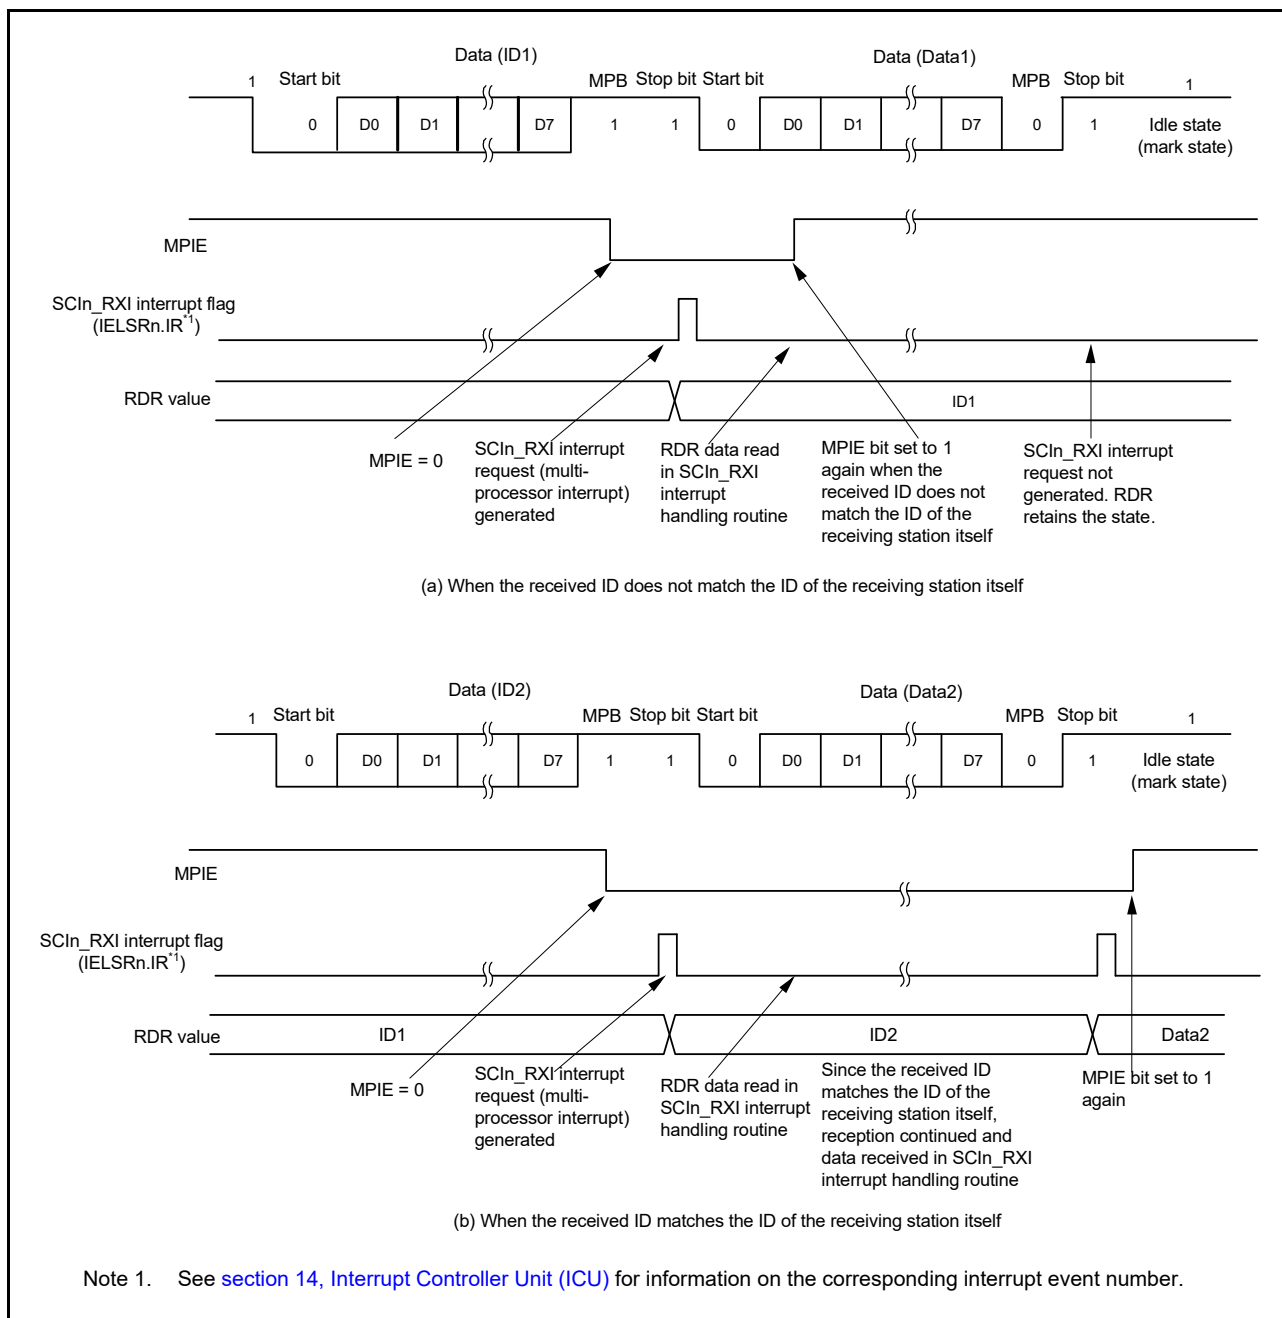 Data (ID1) Data (Data1)
1 Start bit MPB Stop bit Start bit MPB Stop bit 1
0 D0 D1 D7 1 1 0 D0 D1 D7 0 1 Idle state
(mark state)
MPIE
SCIn_RXI interrupt flag
(IELSRn.IR*1)
RDR value ID1
MPIE = 0
SCIn_RXI interrupt
request (multi-
processor interrupt)
generated
RDR data read
in SCIn_RXI
interrupt
handling routine
MPIE bit set to 1
again when the
received ID does not
match the ID of the
receiving station itself
SCIn_RXI interrupt
request not
generated. RDR
retains the state.
(a) When the received ID does not match the ID of the receiving station itself
Data (ID2) Data (Data2)
1 Start bit MPB Stop bit Start bit MPB Stop bit 1
0 D0 D1 D7 1 1 0 D0 D1 D7 0 1 Idle state
(mark state)
MPIE
SCIn_RXI interrupt flag
(IELSRn.IR*1)
RDR value ID1 ID2 Data2
MPIE = 0
SCIn_RXI interrupt
request (multi-
processor interrupt)
generated
RDR data read in
SCIn_RXI interrupt
handling routine
Since the received ID
matches the ID of the
receiving station itself,
reception continued and
data received in SCIn_RXI
interrupt handling routine
MPIE bit set to 1
again
(b) When the received ID matches the ID of the receiving station itself
Note 1. See section 14, Interrupt Controller Unit (ICU) for information on the corresponding interrupt event number.